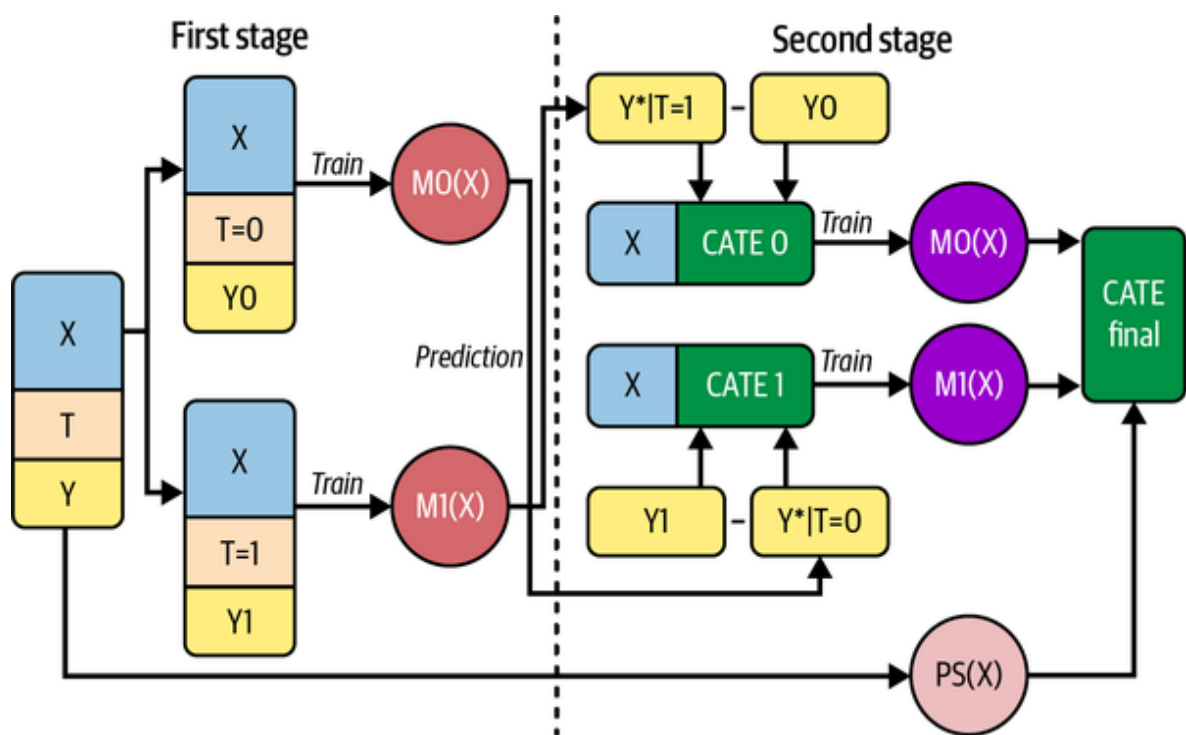 First stage
Second stage
X
T=0
Y0
Train
M0(X)
X
T
Y
X
T=1
Y1
Train
M1(X)
Prediction
Y*|T=1
-
Y0
X
CATE 0
Train
M0(X)
X
CATE 1
Train
M1(X)
Y1
-
Y*|T=0
CATE
final
PS(X)